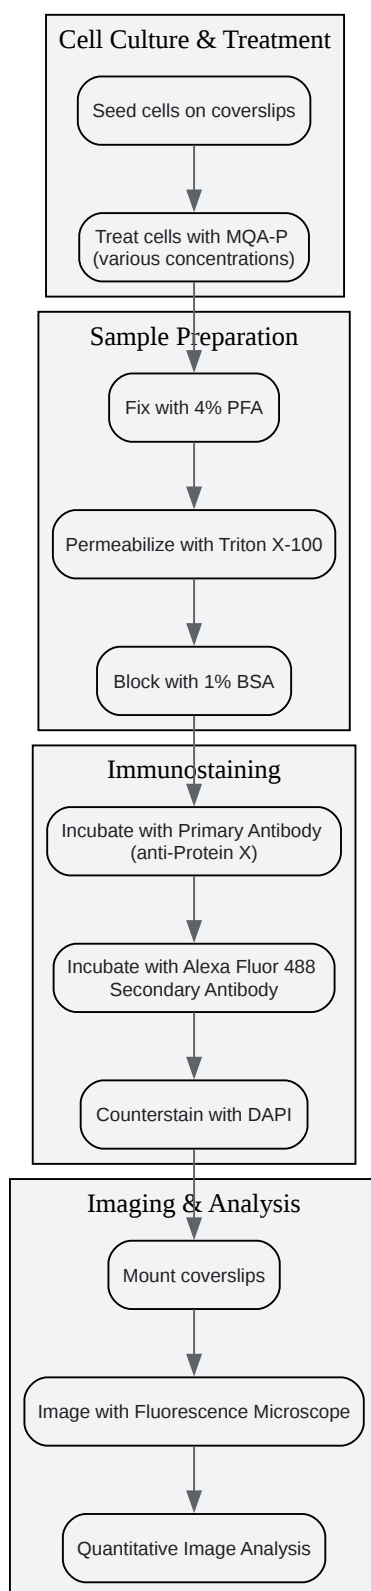 Cell Culture & Treatment
Seed cells on coverslips
Treat cells with MQA-P
(various concentrations)
Sample Preparation
Fix with 4% PFA
Permeabilize with Triton X-100
Block with 1% BSA
Immunostaining
Incubate with Primary Antibody
(anti-Protein X)
Incubate with Alexa Fluor 488
Secondary Antibody
Counterstain with DAPI
Imaging & Analysis
Mount coverslips
Image with Fluorescence Microscope
Quantitative Image Analysis